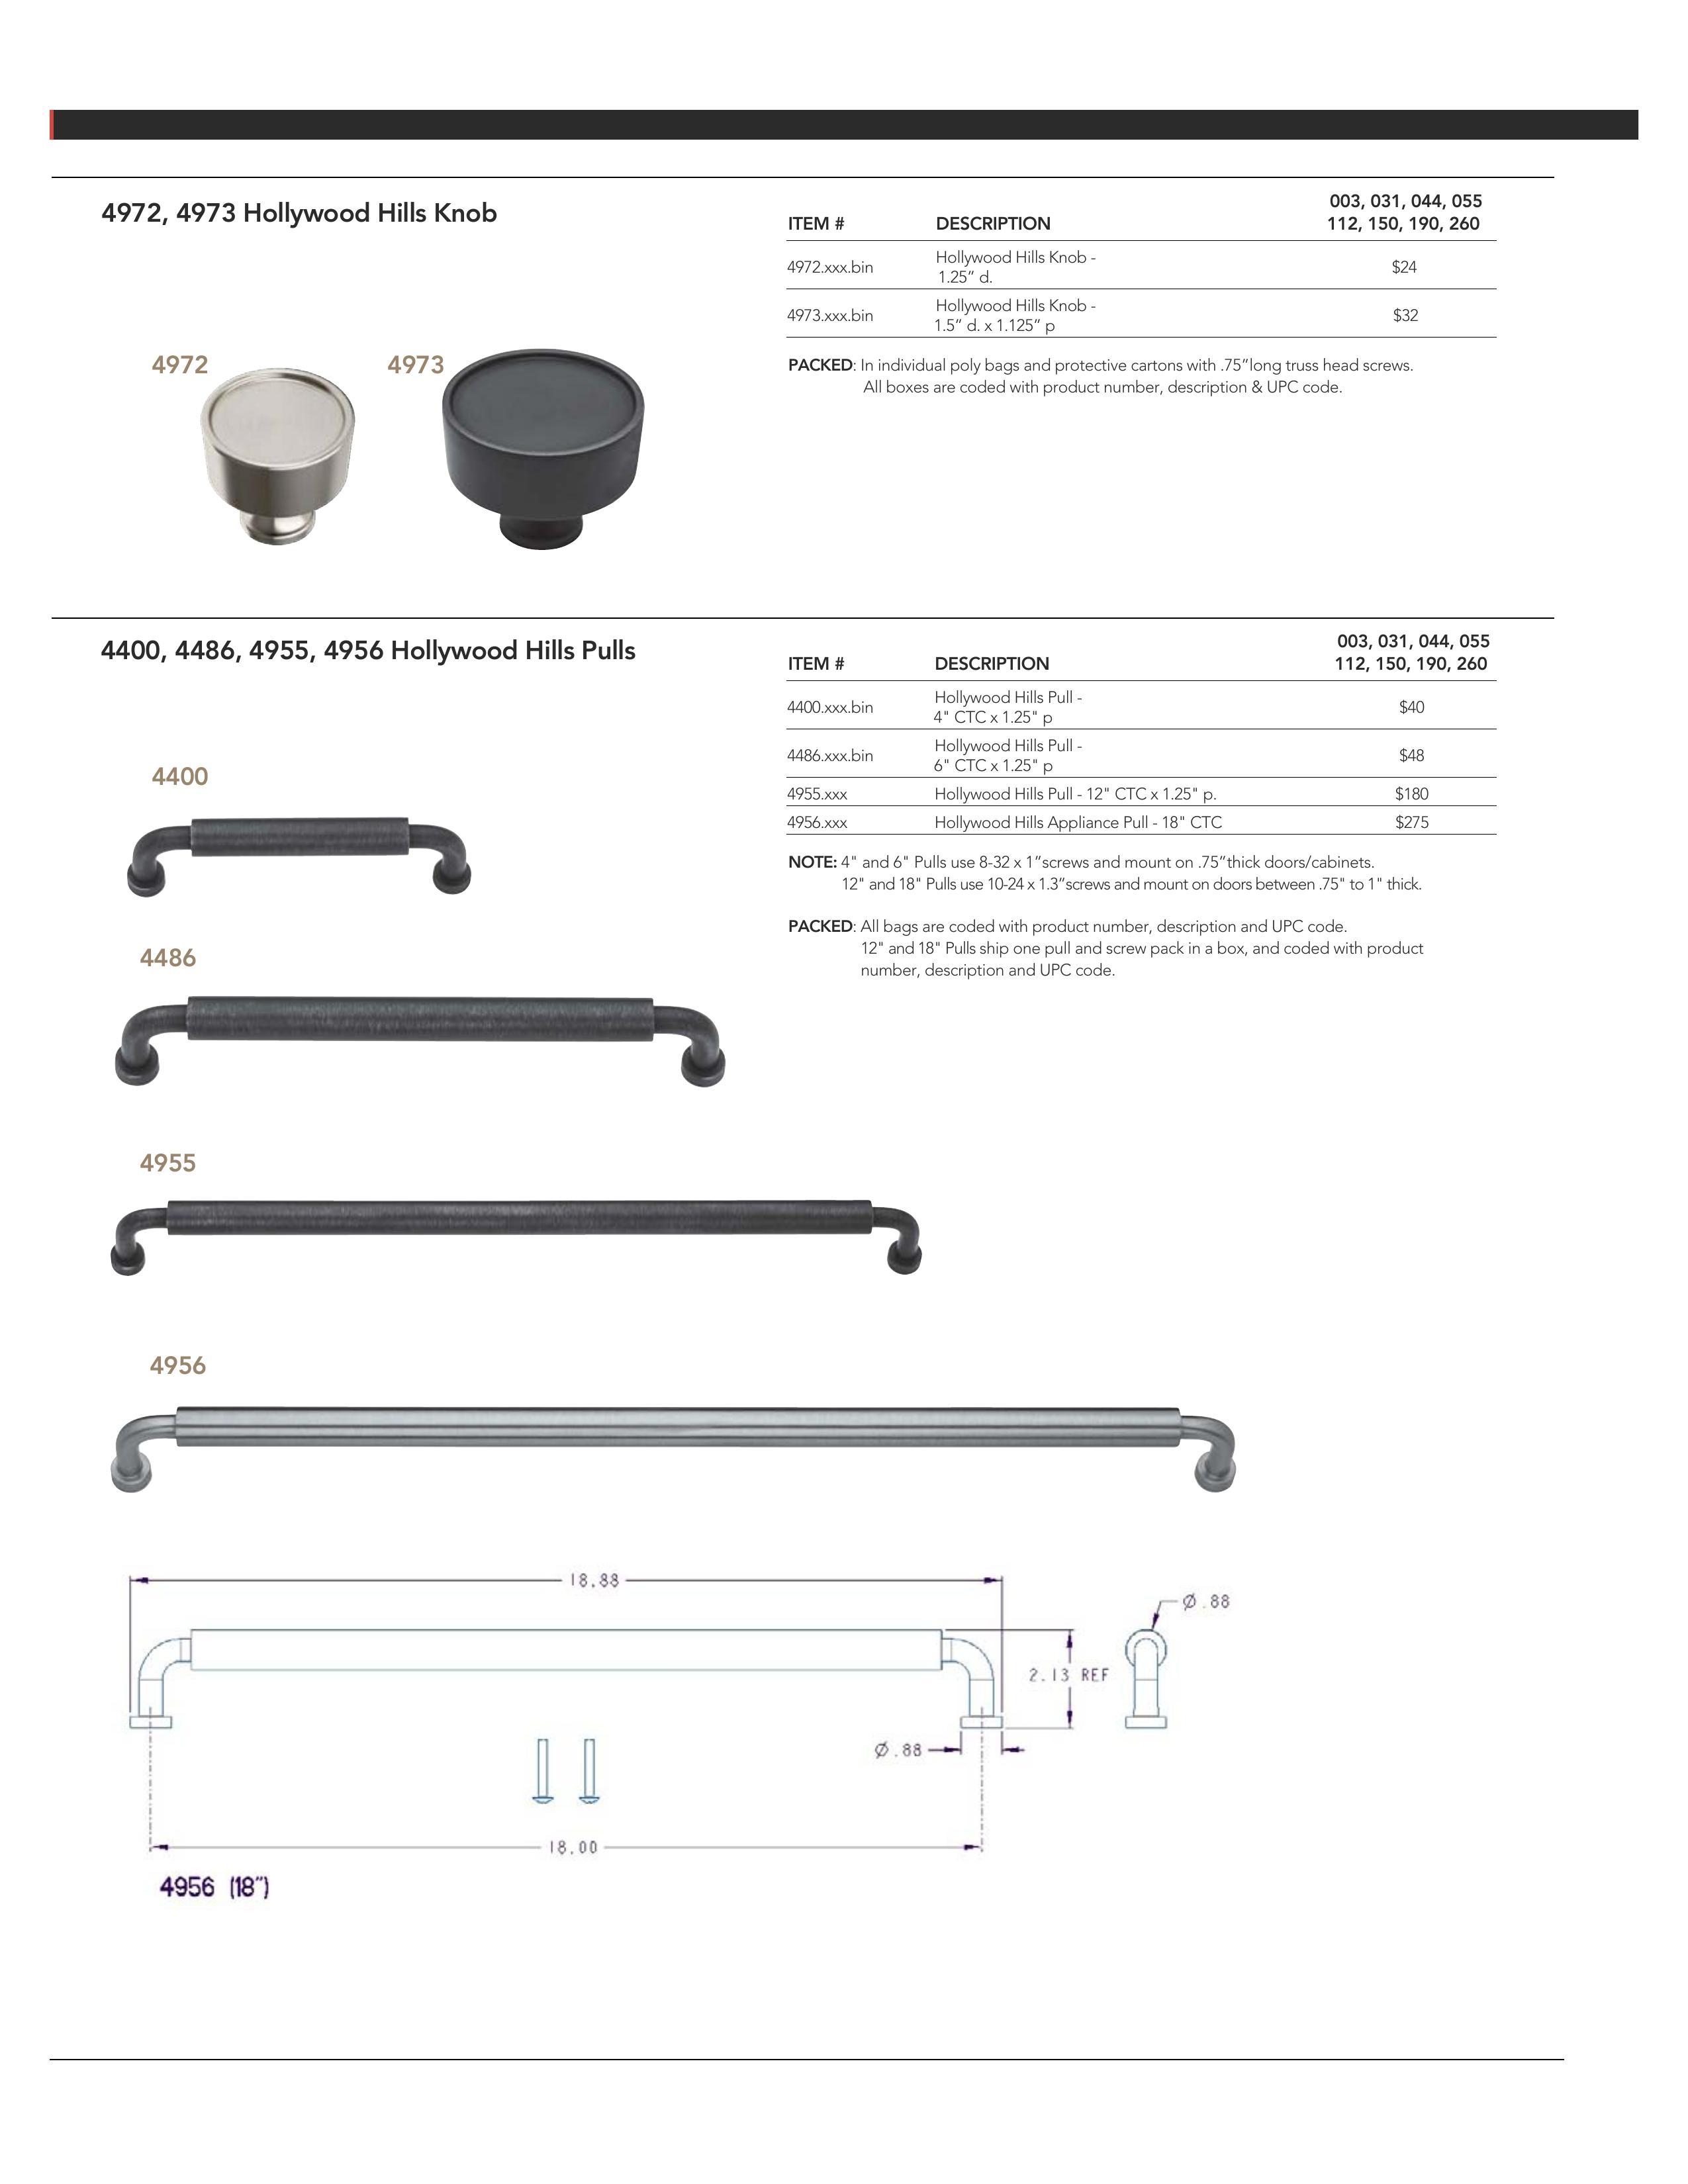 4972, 4973 Hollywood Hills Knob
003, 031, 044, 055
ITEM # DESCRIPTION 112, 150, 190, 260
4972.xxx.bin Hollywood Hills Knob -
1.25” d. $24
4973.xxx.bin Hollywood Hills Knob -
1.5” d. x 1.125” p $32
PACKED: In individual poly bags and protective cartons with .75”long truss head screws.
All boxes are coded with product number, description & UPC code.
4972 4973
4400, 4486, 4955, 4956 Hollywood Hills Pulls
003, 031, 044, 055
ITEM # DESCRIPTION 112, 150, 190, 260
4400.xxx.bin Hollywood Hills Pull -
4" CTC x 1.25" p $40
4486.xxx.bin Hollywood Hills Pull -
6" CTC x 1.25" p $48
4955.xxx Hollywood Hills Pull - 12" CTC x 1.25" p. $180
4956.xxx Hollywood Hills Appliance Pull - 18" CTC $275
NOTE: 4" and 6" Pulls use 8-32 x 1”screws and mount on .75”thick doors/cabinets.
12" and 18" Pulls use 10-24 x 1.3”screws and mount on doors between .75" to 1" thick.
PACKED: All bags are coded with product number, description and UPC code.
12" and 18" Pulls ship one pull and screw pack in a box, and coded with product
number, description and UPC code.
4400
4486
4955
4956
18.88
Ø .88
2.13 REF
Ø .88
18.00
4956 (18”)